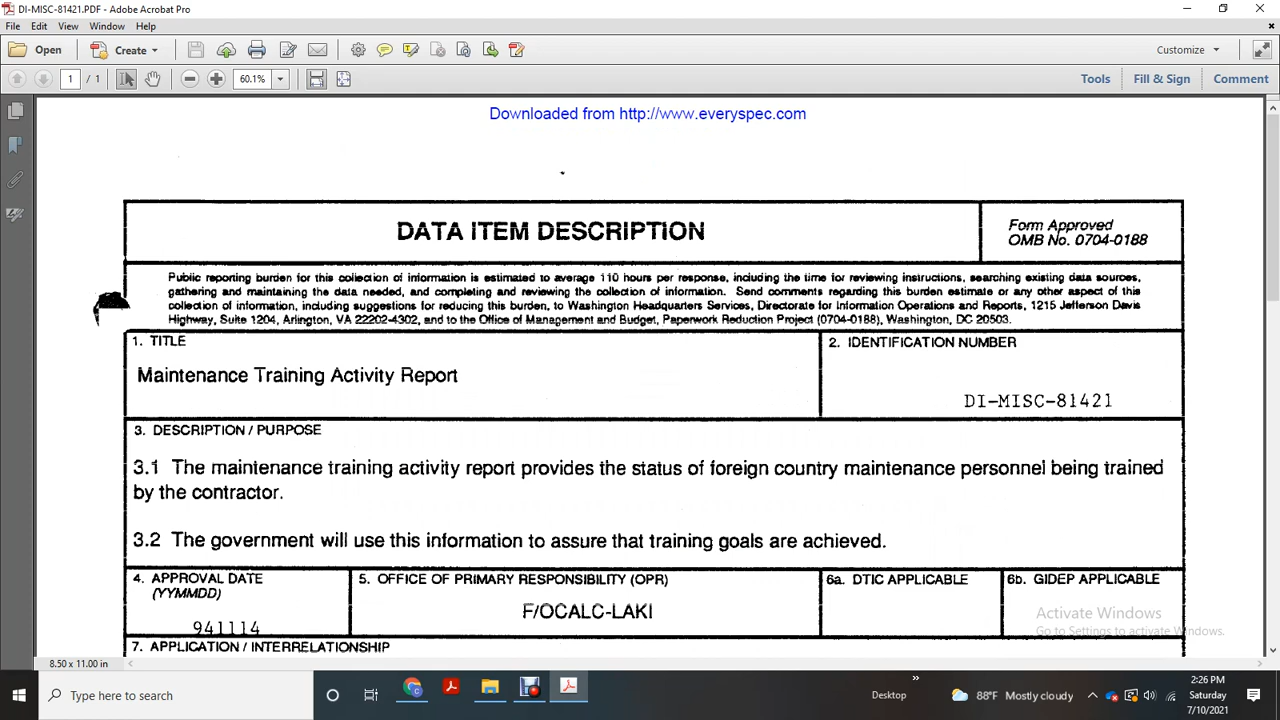 DI-MISC-81421.PDF - Adobe Acrobat Pro
File Edit View Window Help
Open Create Customize
1 / 1 60.1% Tools Fill & Sign Comment
Downloaded from http://www.everyspec.com
DATA ITEM DESCRIPTION
Form Approved
OMB No. 0704-0188
Public reporting burden for this collection of information is estimated to average 110 hours per response, including the time for reviewing instructions, searching existing data sources,
gathering and maintaining the data needed, and completing and reviewing the collection of information. Send comments regarding this burden estimate or any other aspect of this
collection of information, including suggestions for reducing this burden, to Washington Headquarters Services, Directorate for Information Operations and Reports, 1215 Jefferson Davis
Highway, Suite 1204, Arlington, VA 22202-4302, and to the Office of Management and Budget, Paperwork Reduction Project (0704-0188), Washington, DC 20503.
1. TITLE
Maintenance Training Activity Report
2. IDENTIFICATION NUMBER
DI-MISC-81421
3. DESCRIPTION / PURPOSE
3.1 The maintenance training activity report provides the status of foreign country maintenance personnel being trained
by the contractor.
3.2 The government will use this information to assure that training goals are achieved.
4. APPROVAL DATE
(YYMMDD)
941114
5. OFFICE OF PRIMARY RESPONSIBILITY (OPR)
F/OCALC-LAKI
6a. DTIC APPLICABLE
6b. GIDEP APPLICABLE
7. APPLICATION / INTERRELATIONSHIP
Activate Windows
Go to Settings to activate Windows.
8.50 x 11.00 in
Type here to search
Desktop
88°F Mostly cloudy
2:26 PM
Saturday
7/10/2021